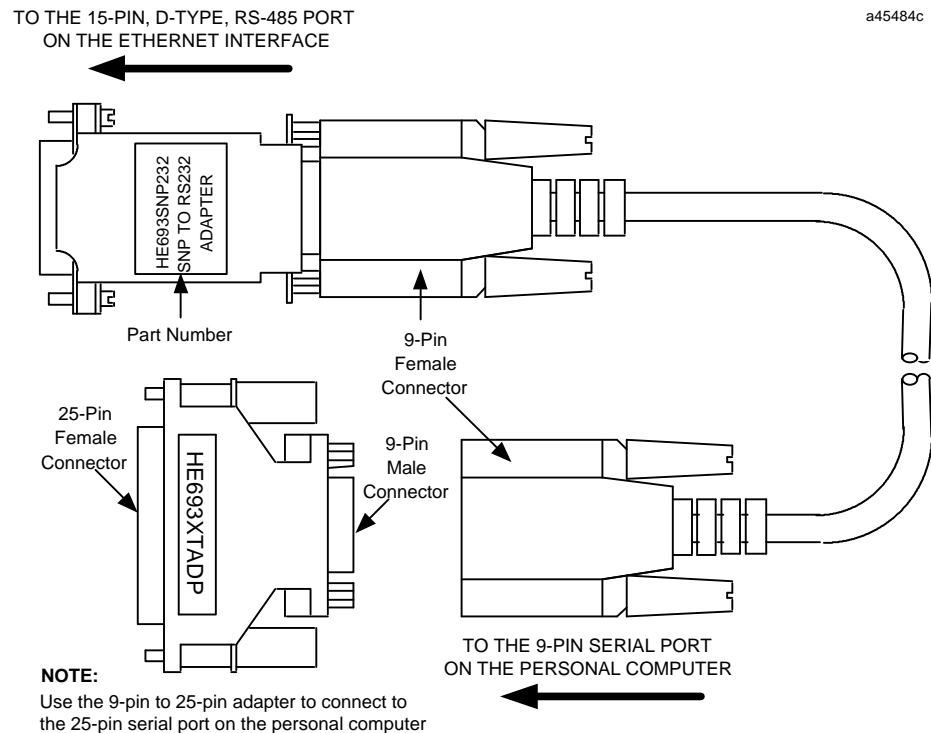 TO THE 15-PIN, D-TYPE, RS-485 PORT
ON THE ETHERNET INTERFACE
a45484c
HE693SNP232
SNP TO RS232
ADAPTER
Part Number
9-Pin
Female
Connector
25-Pin
Female
Connector
HE693XTADP
9-Pin
Male
Connector
TO THE 9-PIN SERIAL PORT
ON THE PERSONAL COMPUTER
NOTE:
Use the 9-pin to 25-pin adapter to connect to
the 25-pin serial port on the personal computer